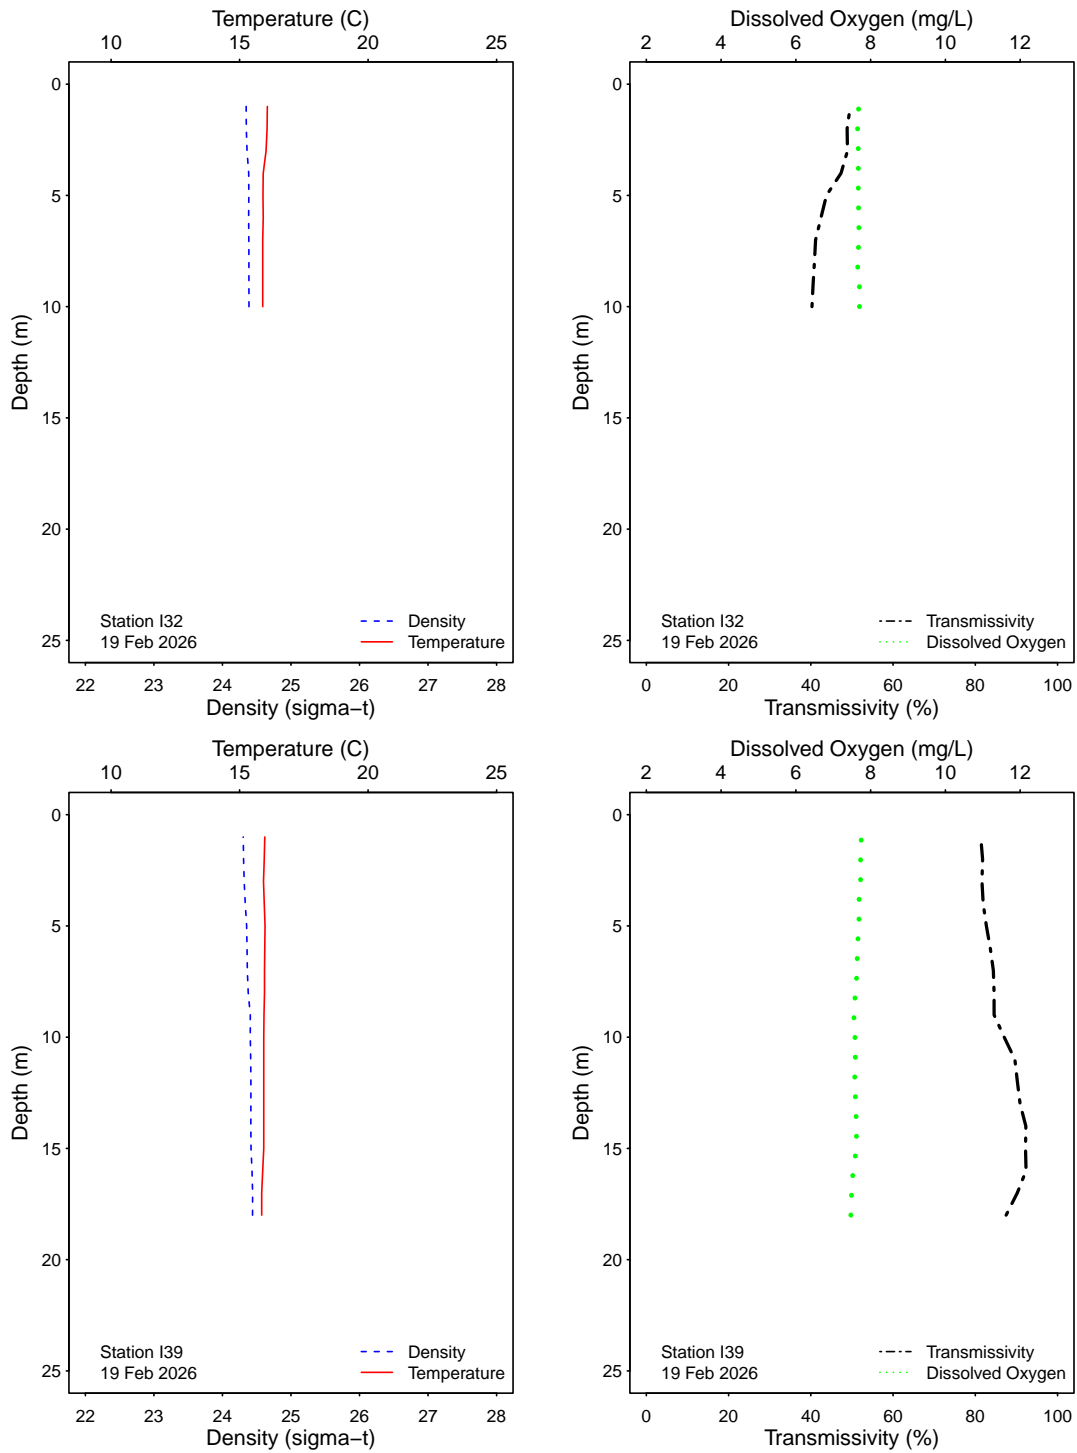 Temperature (C)
10 15 20 25
0
5
10
15
20
25
Depth (m)
Station I32
19 Feb 2026
Density
Temperature
22 23 24 25 26 27 28
Density (sigma−t)
Dissolved Oxygen (mg/L)
2 4 6 8 10 12
0
5
10
15
20
25
Depth (m)
Station I32
19 Feb 2026
Transmissivity
Dissolved Oxygen
0 20 40 60 80 100
Transmissivity (%)
Temperature (C)
10 15 20 25
0
5
10
15
20
25
Depth (m)
Station I39
19 Feb 2026
Density
Temperature
22 23 24 25 26 27 28
Density (sigma−t)
Dissolved Oxygen (mg/L)
2 4 6 8 10 12
0
5
10
15
20
25
Depth (m)
Station I39
19 Feb 2026
Transmissivity
Dissolved Oxygen
0 20 40 60 80 100
Transmissivity (%)